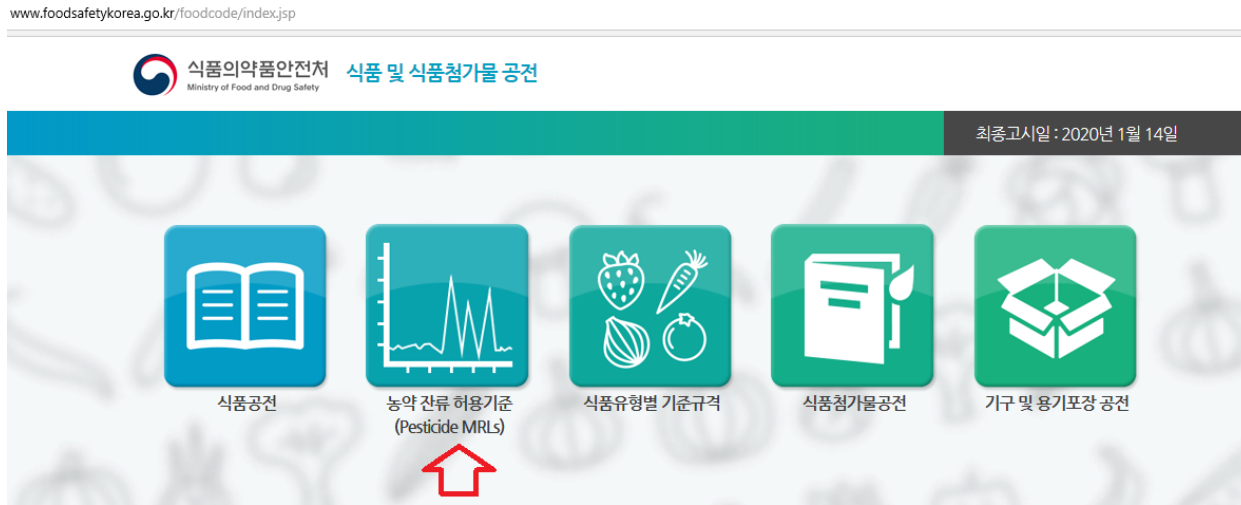 www.foodsafetykorea.go.kr/foodcode/index.jsp
식품의약품안전처
Ministry of Food and Drug Safety
식품 및 식품첨가물 공전
최종고시일 : 2020년 1월 14일
식품공전
농약 잔류 허용기준
(Pesticide MRLs)
식품유형별 기준규격
식품첨가물공전
기구 및 용기포장 공전